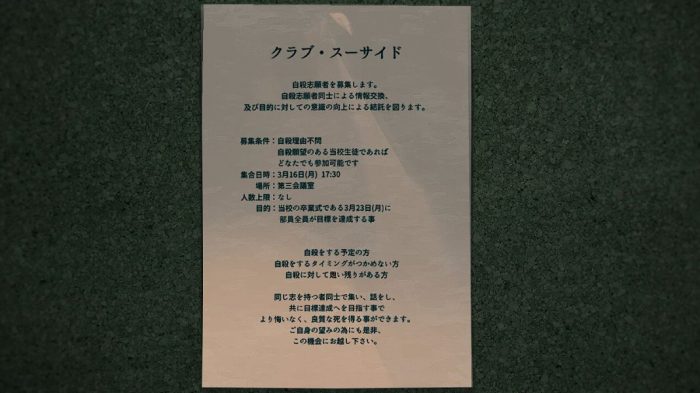 クラブ・スーサイド
自殺志願者を募集します。
自殺志願者同士による情報交換、
及び目的に対しての意識の向上による結託を図ります。
募集条件：自殺理由不問
自殺願望のある当校生徒であれば
どなたでも参加可能です
集合日時：3月16日(月) 17:30
場所：第三会議室
人数上限：なし
目的：当校の卒業式である3月23日(月)に
部員全員が目標を達成する事
自殺をする予定の方
自殺をするタイミングがつかめない方
自殺に対して思い残りがある方
同じ志を持つ者同士で集い、話をし、
共に目標達成へを目指す事で
より悔いなく、良質な死を得る事ができます。
ご自身の望みの為にも是非、
この機会にお越し下さい。